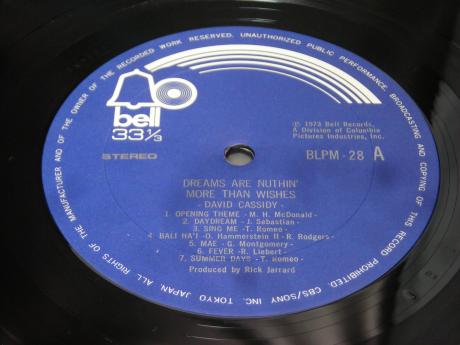 ALL RIGHTS OF THE MANUFACTURER AND OF THE OWNER OF THE RECORDED WORK RESERVED. UNAUTHORIZED PUBLIC PERFORMANCE, BROADCASTING AND COPYING OF THIS RECORD PROHIBITED. CBS/SONY INC. TOKYO JAPAN.
bell
33 1/3
STEREO
℗ 1973 Bell Records,
A Division of Columbia
Pictures Industries, Inc.
BLPM-28 A
DREAMS ARE NUTHIN'
MORE THAN WISHES
-DAVID CASSIDY-
1. OPENING THEME - M. H. McDonald
2. DAYDREAM - J. Sebastian
3. SING ME - T. Romeo
4. BALI HA'I -O. Hammerstein II - R. Rodgers
5. MAE - G. Montgomery
6. FEVER -R. Liebert
7. SUMMER DAYS -T. Romeo
Produced by Rick Jarrard